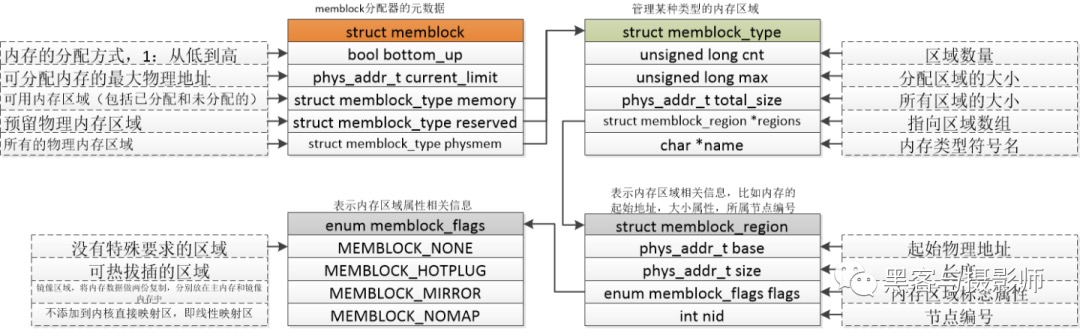 memblock分配器的元数据
struct memblock
内存的分配方式，1：从低到高
bool bottom_up
可分配内存的最大物理地址
phys_addr_t current_limit
可用内存区域（包括已分配和未分配的）
struct memblock_type memory
预留物理内存区域
struct memblock_type reserved
所有的物理内存区域
struct memblock_type physmem
管理某种类型的内存区域
struct memblock_type
unsigned long cnt
区域数量
unsigned long max
分配区域的大小
phys_addr_t total_size
所有区域的大小
struct memblock_region *regions
指向区域数组
char *name
内存类型符号名
表示内存区域属性相关信息
enum memblock_flags
没有特殊要求的区域
MEMBLOCK_NONE
可热拔插的区域
MEMBLOCK_HOTPLUG
镜像区域，将内存数据做两份复制，分别放在主内存和镜像
内存中
MEMBLOCK_MIRROR
不添加到内核直接映射区，即线性映射区
MEMBLOCK_NOMAP
表示内存区域相关信息，比如内存的
起始地址，大小属性，所属节点编号
struct memblock_region
phys_addr_t base
起始物理地址
phys_addr_t size
长度
enum memblock_flags flags
内存区域标志属性
int nid
节点编号
黑客与摄影师